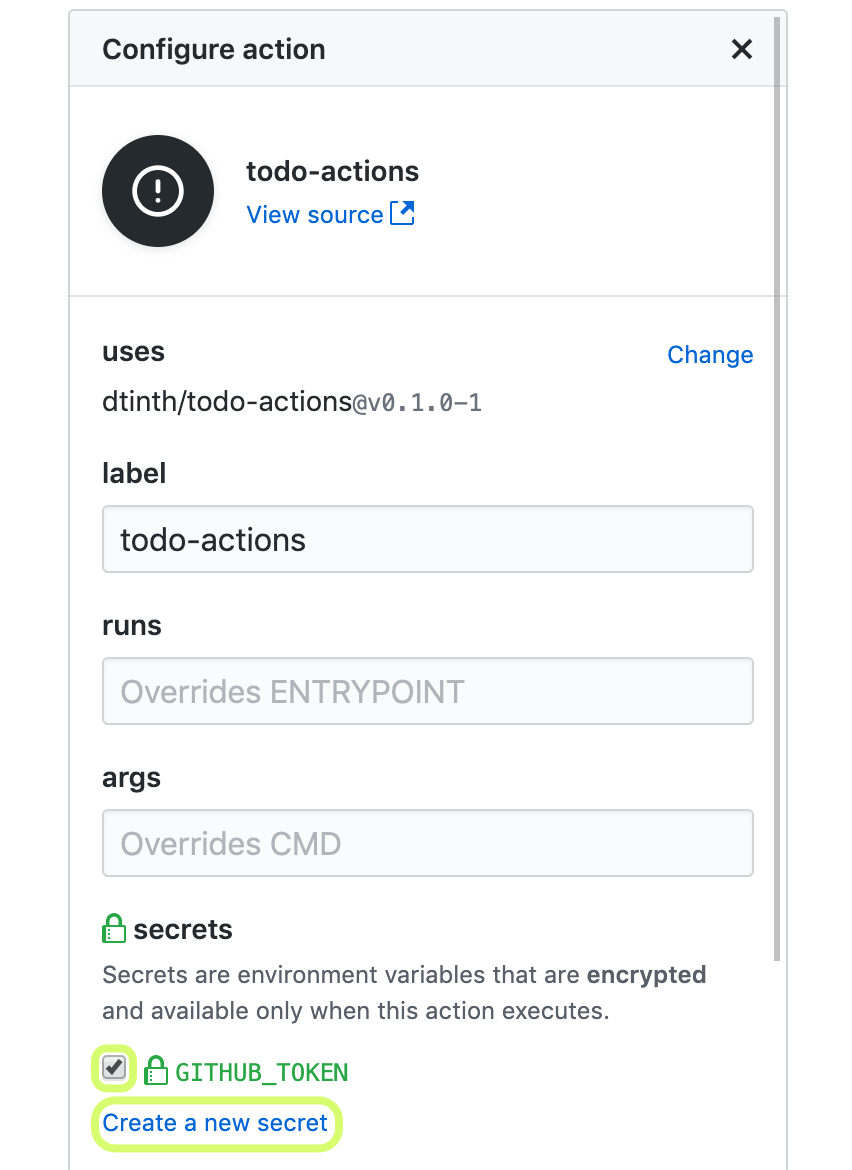 Configure action
todo-actions
View source
uses
Change
dtinth/todo-actions@v0.1.0-1
label
todo-actions
runs
Overrides ENTRYPOINT
args
Overrides CMD
secrets
Secrets are environment variables that are encrypted
and available only when this action executes.
GITHUB_TOKEN
Create a new secret